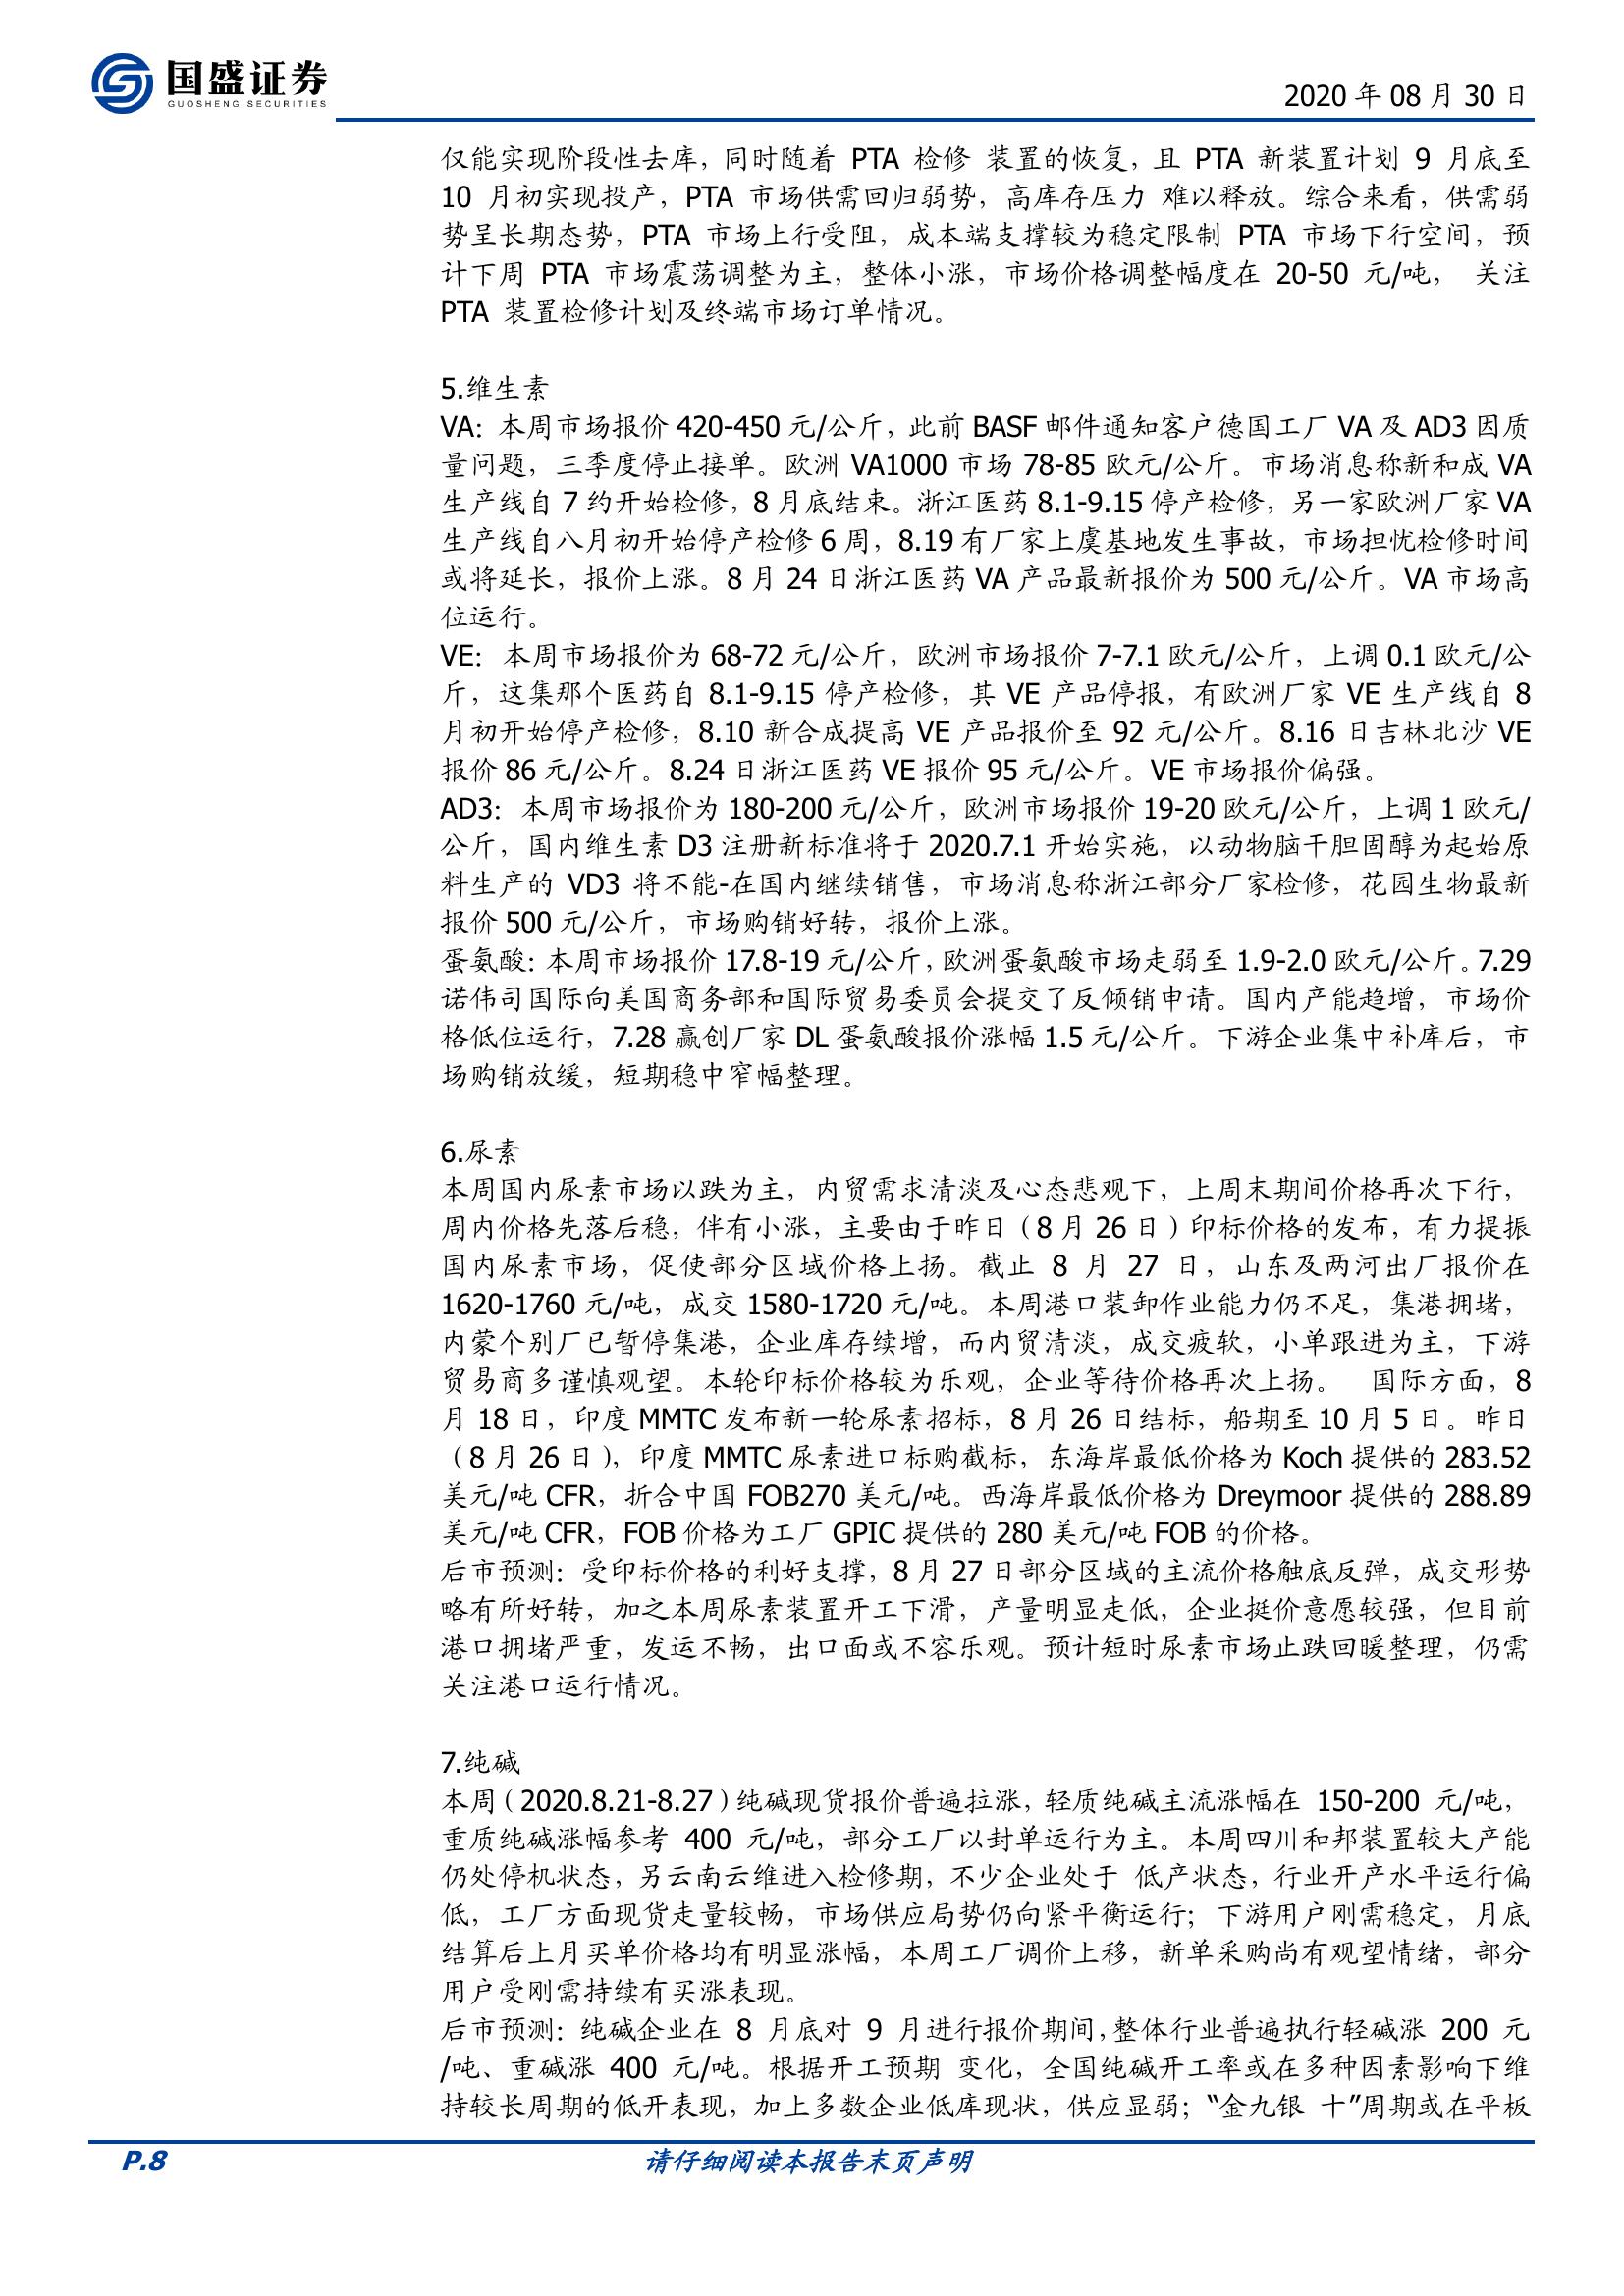 国盛证券
GUOSHENG SECURITIES
2020 年 08 月 30 日
仅能实现阶段性去库，同时随着 PTA 检修 装置的恢复，且 PTA 新装置计划 9 月底至
10 月初实现投产，PTA 市场供需回归弱势，高库存压力 难以释放。综合来看，供需弱
势呈长期态势，PTA 市场上行受阻，成本端支撑较为稳定限制 PTA 市场下行空间，预
计下周 PTA 市场震荡调整为主，整体小涨，市场价格调整幅度在 20-50 元/吨， 关注
PTA 装置检修计划及终端市场订单情况。
5.维生素
VA：本周市场报价 420-450 元/公斤，此前 BASF 邮件通知客户德国工厂 VA 及 AD3 因质
量问题，三季度停止接单。欧洲 VA1000 市场 78-85 欧元/公斤。市场消息称新和成 VA
生产线自 7 约开始检修，8 月底结束。浙江医药 8.1-9.15 停产检修，另一家欧洲厂家 VA
生产线自八月初开始停产检修 6 周，8.19 有厂家上虞基地发生事故，市场担忧检修时间
或将延长，报价上涨。8 月 24 日浙江医药 VA 产品最新报价为 500 元/公斤。VA 市场高
位运行。
VE：本周市场报价为 68-72 元/公斤，欧洲市场报价 7-7.1 欧元/公斤，上调 0.1 欧元/公
斤，这集那个医药自 8.1-9.15 停产检修，其 VE 产品停报，有欧洲厂家 VE 生产线自 8
月初开始停产检修，8.10 新合成提高 VE 产品报价至 92 元/公斤。8.16 日吉林北沙 VE
报价 86 元/公斤。8.24 日浙江医药 VE 报价 95 元/公斤。VE 市场报价偏强。
AD3：本周市场报价为 180-200 元/公斤，欧洲市场报价 19-20 欧元/公斤，上调 1 欧元/
公斤，国内维生素 D3 注册新标准将于 2020.7.1 开始实施，以动物脑干胆固醇为起始原
料生产的 VD3 将不能-在国内继续销售，市场消息称浙江部分厂家检修，花园生物最新
报价 500 元/公斤，市场购销好转，报价上涨。
蛋氨酸：本周市场报价 17.8-19 元/公斤，欧洲蛋氨酸市场走弱至 1.9-2.0 欧元/公斤。7.29
诺伟司国际向美国商务部和国际贸易委员会提交了反倾销申请。国内产能趋增，市场价
格低位运行，7.28 赢创厂家 DL 蛋氨酸报价涨幅 1.5 元/公斤。下游企业集中补库后，市
场购销放缓，短期稳中窄幅整理。
6.尿素
本周国内尿素市场以跌为主，内贸需求清淡及心态悲观下，上周末期间价格再次下行，
周内价格先落后稳，伴有小涨，主要由于昨日（8 月 26 日）印标价格的发布，有力提振
国内尿素市场，促使部分区域价格上扬。截止 8 月 27 日，山东及两河出厂报价在
1620-1760 元/吨，成交 1580-1720 元/吨。本周港口装卸作业能力仍不足，集港拥堵，
内蒙个别厂已暂停集港，企业库存续增，而内贸清淡，成交疲软，小单跟进为主，下游
贸易商多谨慎观望。本轮印标价格较为乐观，企业等待价格再次上扬。 国际方面，8
月 18 日，印度 MMTC 发布新一轮尿素招标，8 月 26 日结标，船期至 10 月 5 日。昨日
（8 月 26 日），印度 MMTC 尿素进口标购截标，东海岸最低价格为 Koch 提供的 283.52
美元/吨 CFR，折合中国 FOB270 美元/吨。西海岸最低价格为 Dreymoor 提供的 288.89
美元/吨 CFR，FOB 价格为工厂 GPIC 提供的 280 美元/吨 FOB 的价格。
后市预测：受印标价格的利好支撑，8 月 27 日部分区域的主流价格触底反弹，成交形势
略有所好转，加之本周尿素装置开工下滑，产量明显走低，企业挺价意愿较强，但目前
港口拥堵严重，发运不畅，出口面或不容乐观。预计短时尿素市场止跌回暖整理，仍需
关注港口运行情况。
7.纯碱
本周（2020.8.21-8.27）纯碱现货报价普遍拉涨，轻质纯碱主流涨幅在 150-200 元/吨，
重质纯碱涨幅参考 400 元/吨，部分工厂以封单运行为主。本周四川和邦装置较大产能
仍处停机状态，另云南云维进入检修期，不少企业处于 低产状态，行业开产水平运行偏
低，工厂方面现货走量较畅，市场供应局势仍向紧平衡运行；下游用户刚需稳定，月底
结算后上月买单价格均有明显涨幅，本周工厂调价上移，新单采购尚有观望情绪，部分
用户受刚需持续有买涨表现。
后市预测：纯碱企业在 8 月底对 9 月进行报价期间，整体行业普遍执行轻碱涨 200 元
/吨、重碱涨 400 元/吨。根据开工预期 变化，全国纯碱开工率或在多种因素影响下维
持较长周期的低开表现，加上多数企业低库现状，供应显弱；“金九银 十”周期或在平板
P.8
请仔细阅读本报告末页声明